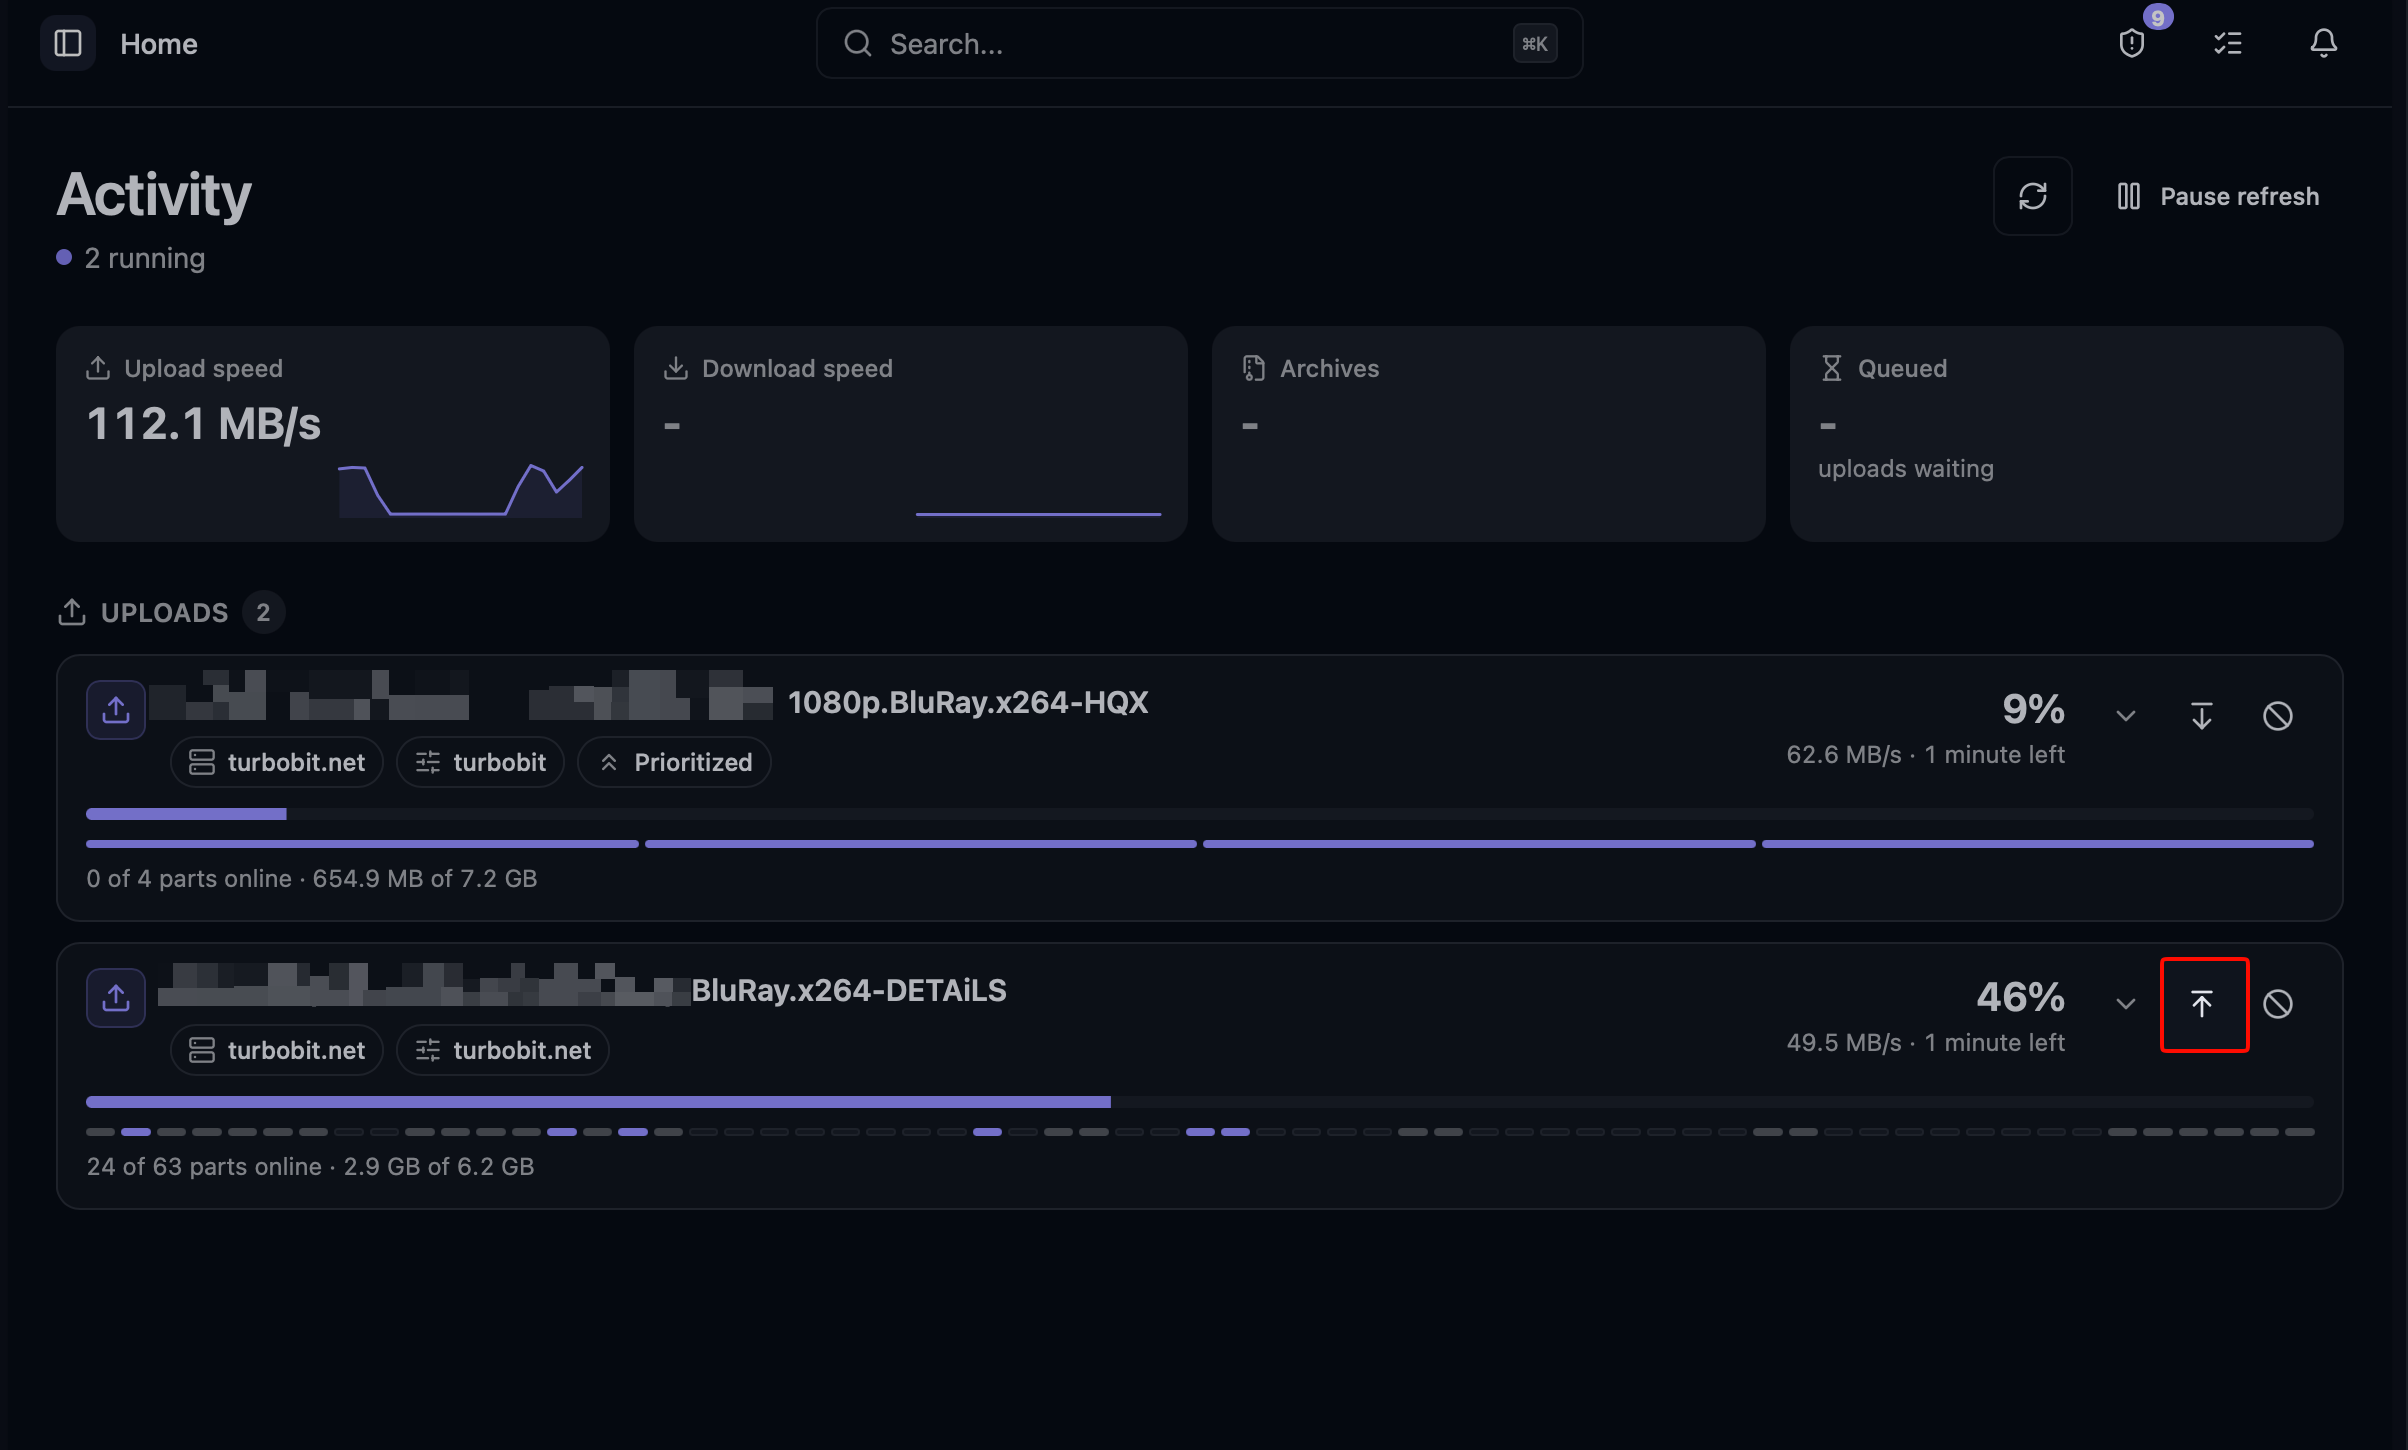 Home
Search...
⌘K
9
Activity
Pause refresh
2 running
Upload speed
112.1 MB/s
Download speed
-
Archives
-
Queued
-
uploads waiting
UPLOADS 2
1080p.BluRay.x264-HQX
9%
62.6 MB/s · 1 minute left
turbobit.net turbobit Prioritized
0 of 4 parts online · 654.9 MB of 7.2 GB
BluRay.x264-DETAiLS
46%
49.5 MB/s · 1 minute left
turbobit.net turbobit.net
24 of 63 parts online · 2.9 GB of 6.2 GB